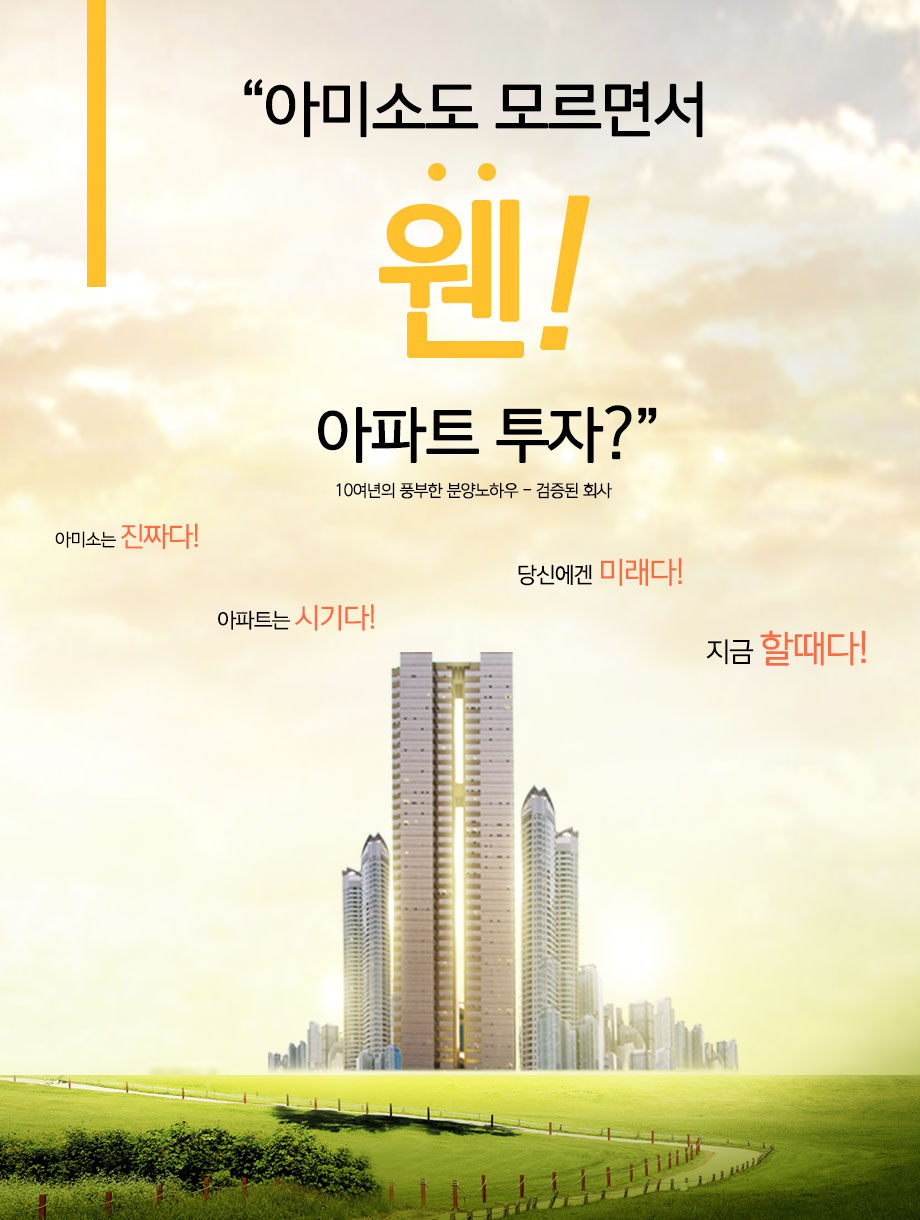 “아미소도 모르면서
웬!
아파트 투자?”
10여년의 풍부한 분양노하우 - 검증된 회사
아미소는 진짜다!
당신에겐 미래다!
아파트는 시기다!
지금 할때다!